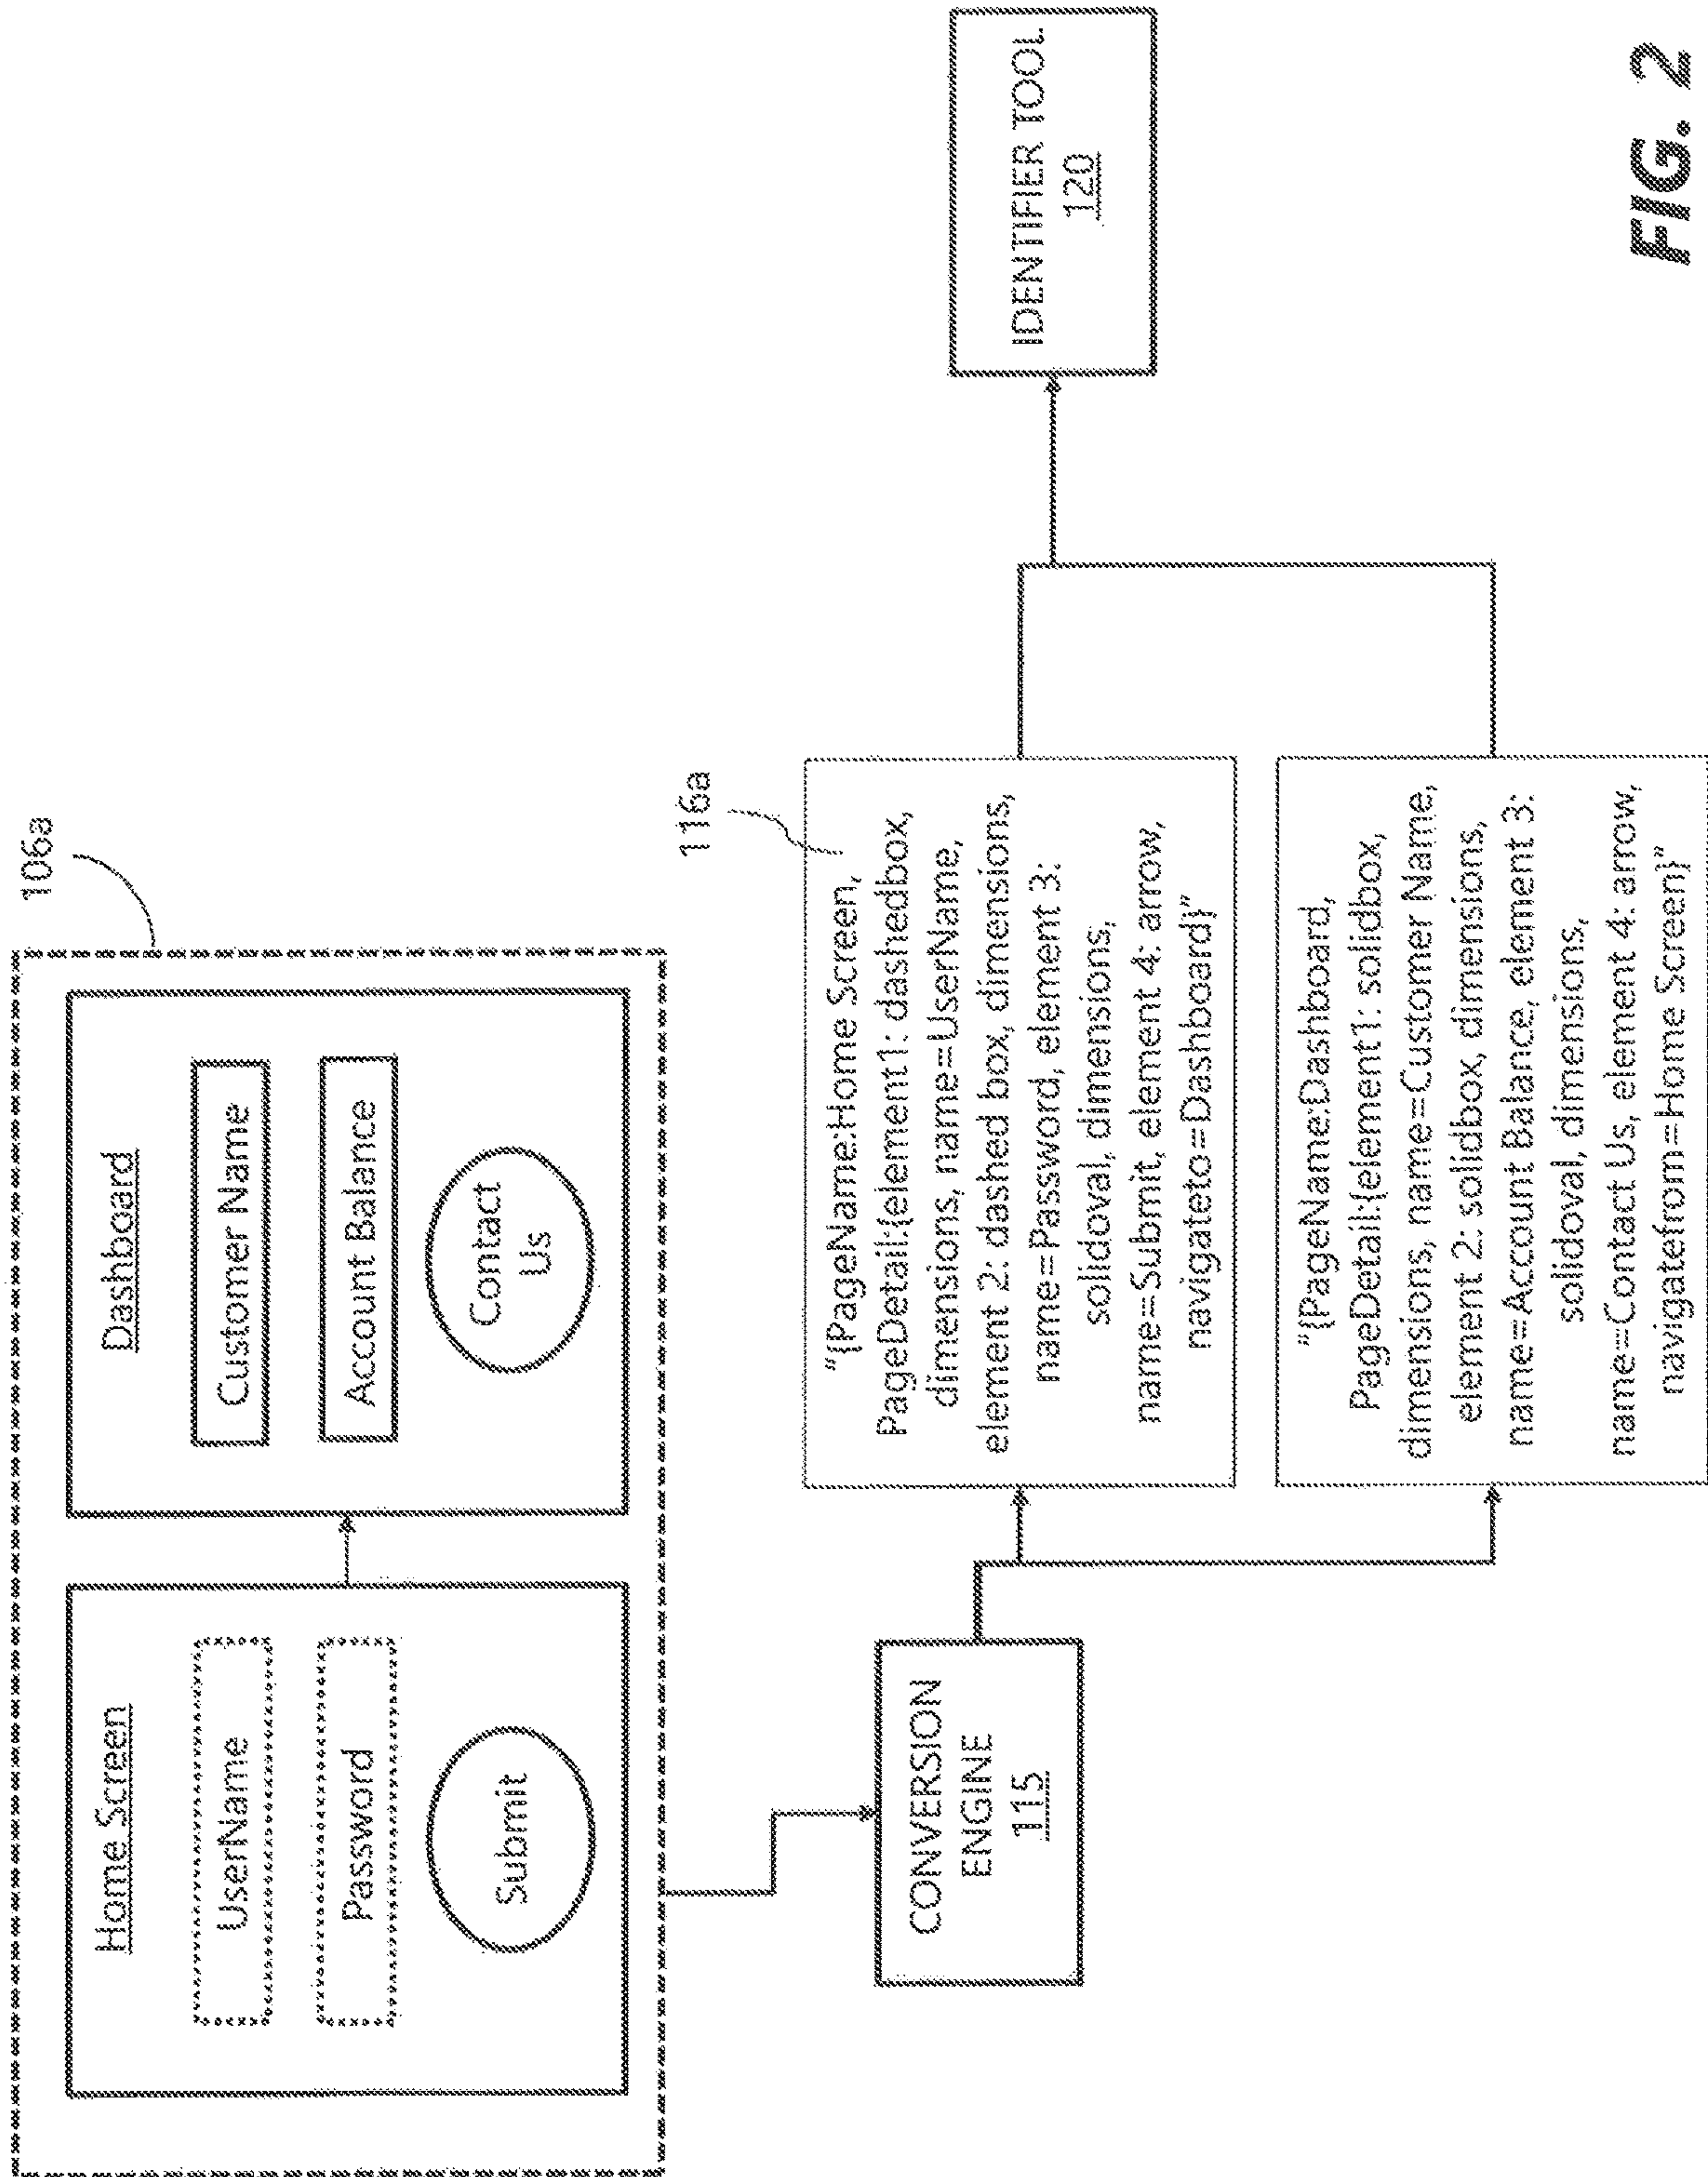 106a
Home Screen
UserName
Password
Submit
Dashboard
Customer Name
Account Balance
Contact
Us
CONVERSION
ENGINE
115
116a
"{PageName:Home Screen,
PageDetail:{element1: dashedbox,
dimensions, name=UserName,
element 2: dashed box, dimensions,
name=Password, element 3:
solidoval, dimensions,
name=Submit, element 4: arrow,
navigateto=Dashboard}"
"{PageName:Dashboard,
PageDetail:{element1: solidbox,
dimensions, name=Customer Name,
element 2: solidbox, dimensions,
name=Account Balance, element 3:
solidoval, dimensions,
name=Contact Us, element 4: arrow,
navigatefrom=Home Screen}"
IDENTIFIER TOOL
120
FIG. 2